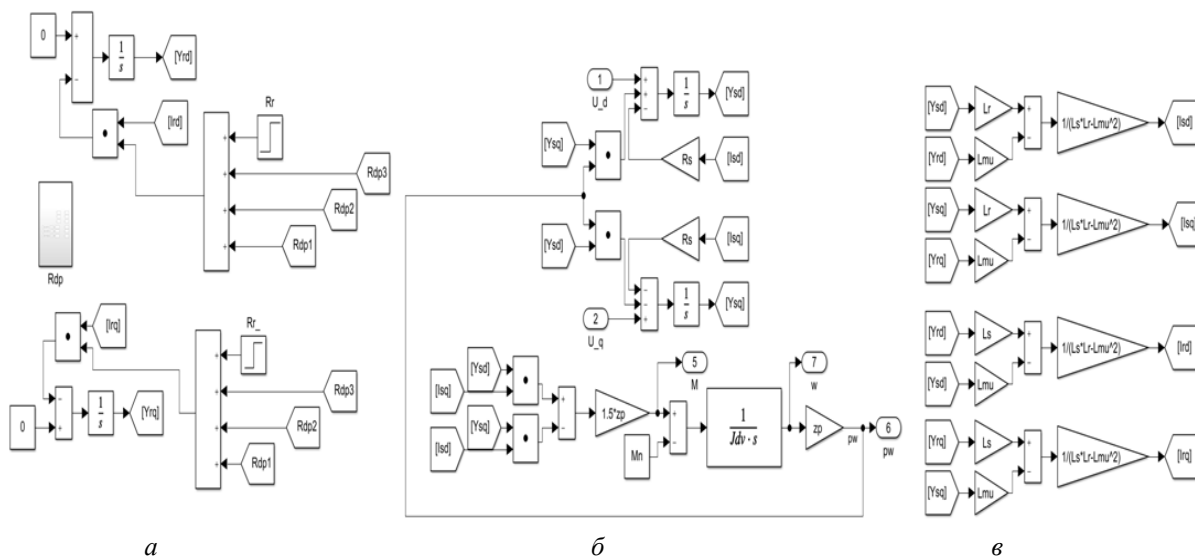 0
+
−
1
s
[Yrd]
[Ird]
Rr
+
+
+
+
Rdp3
Rdp2
Rdp1
Rdp
[Irq]
Rr_
−
+
0
1
s
[Yrq]
+
+
+
+
Rdp3
Rdp2
Rdp1
а
1
U_d
+
+
−
1
s
[Ysd]
[Ysq]
Rs
[Isd]
[Ysd]
Rs
[Isq]
−
−
+
1
s
[Ysq]
2
U_q
[Ysd]
[Isq]
[Ysq]
[Isd]
+
−
1.5*zp
5
M
+
−
Mn
1
Jdv·s
7
w
zp
pw
6
pw
б
[Ysd]
Lr
+
−
1/(Ls*Lr-Lmu^2)
[Isd]
[Yrd]
Lmu
[Ysq]
Lr
+
−
1/(Ls*Lr-Lmu^2)
[Isq]
[Yrq]
Lmu
[Yrd]
Ls
+
−
1/(Ls*Lr-Lmu^2)
[Ird]
[Ysd]
Lmu
[Yrq]
Ls
+
−
1/(Ls*Lr-Lmu^2)
[Irq]
[Ysq]
Lmu
в